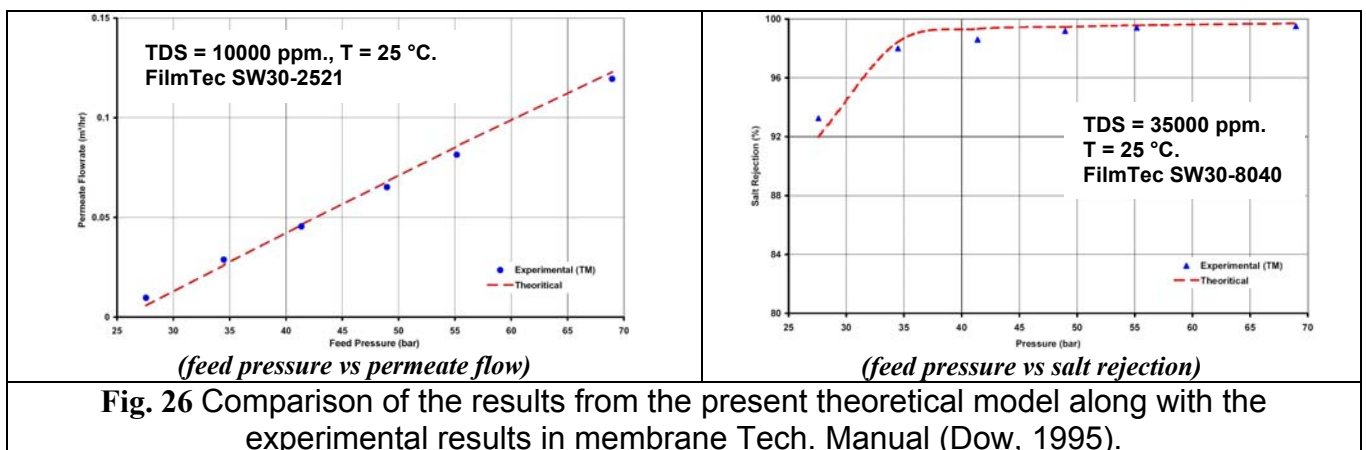 0.15
TDS = 10000 ppm., T = 25 °C.
FilmTec SW30-2521
0.1
Permeate Flowrate (m³/hr)
0.05
Experimental (TM)
Theoritical
0
25 30 35 40 45 50 55 60 65 70
Feed Pressure (bar)
(feed pressure vs permeate flow)
100
96
TDS = 35000 ppm.
T = 25 °C.
FilmTec SW30-8040
92
Salt Rejection (%)
88
84
Experimental (TM)
Theoritical
80
25 30 35 40 45 50 55 60 65 70
Pressure (bar)
(feed pressure vs salt rejection)
Fig. 26 Comparison of the results from the present theoretical model along with the
experimental results in membrane Tech. Manual (Dow, 1995).